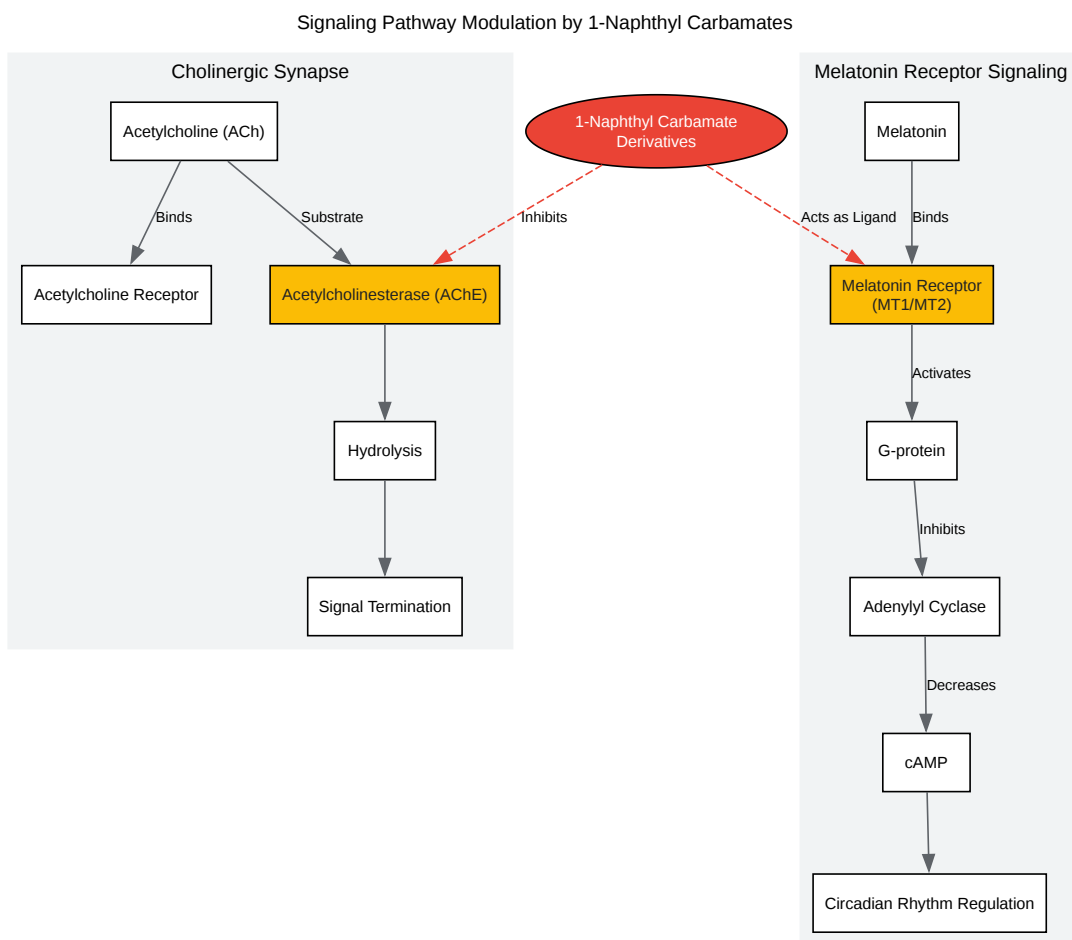 Signaling Pathway Modulation by 1-Naphthyl Carbamates
Cholinergic Synapse
Melatonin Receptor Signaling
Acetylcholine (ACh)
1-Naphthyl Carbamate
Derivatives
Melatonin
Binds
Substrate
Inhibits
Acts as Ligand
Binds
Acetylcholine Receptor
Acetylcholinesterase (AChE)
Melatonin Receptor
(MT1/MT2)
Activates
Hydrolysis
G-protein
Inhibits
Signal Termination
Adenylyl Cyclase
Decreases
cAMP
Circadian Rhythm Regulation